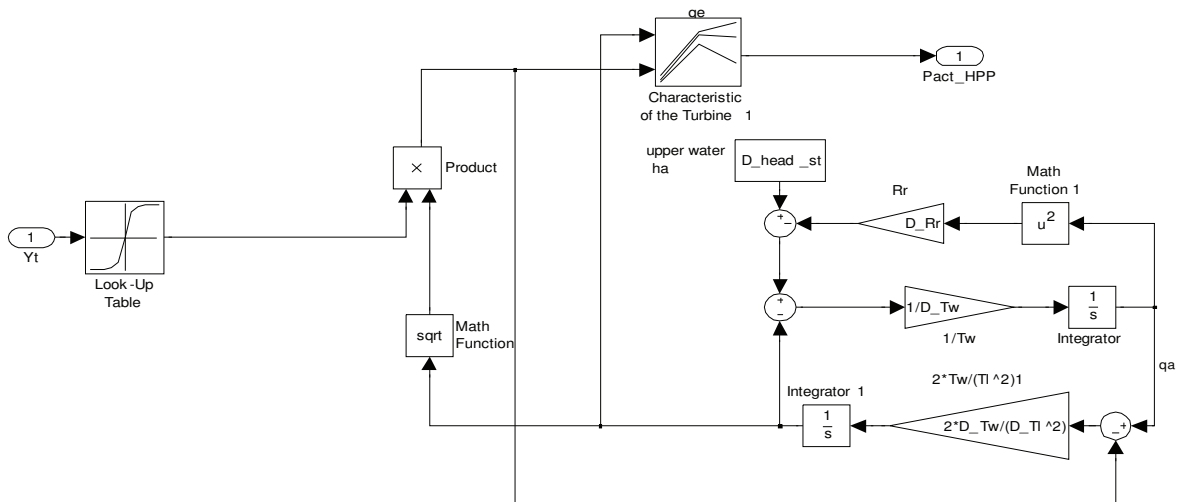 qe
1
Pact_HPP
Characteristic
of the Turbine 1
upper water
ha
D_head _st
×
Product
Rr
Math
Function 1
+
−
D_Rr
u2
1
Yt
Look-Up
Table
+
−
1/D_Tw
1
s
1/Tw
Integrator
sqrt
Math
Function
qa
2*Tw/(Tl ^2)1
Integrator 1
1
s
2*D_Tw/(D_Tl ^2)
−
+